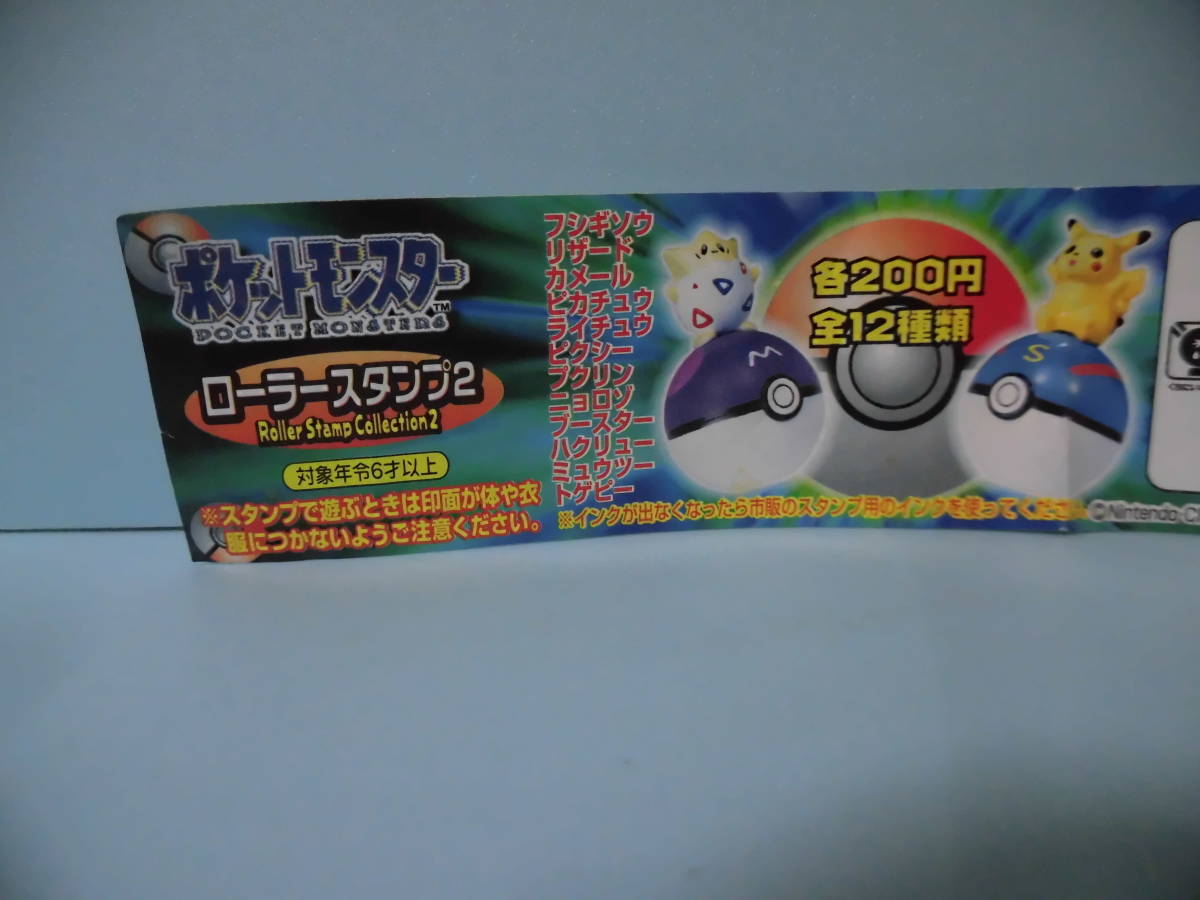 ポケットモンスター™
POCKET MONSTERS
ローラースタンプ2
Roller Stamp Collection 2
対象年令6才以上
※スタンプで遊ぶときは印面が体や衣
服につかないようご注意ください。
フシギソウ
リザード
カメール
ピカチュウ
ライチュウ
ピクシー
プクリン
ニョロゾ
ブースター
ハクリュー
ミュウツー
トゲピー
各200円
全12種類
M
S
※インクが出なくなったら市販のスタンプ用のインクを使ってください
©Nintendo